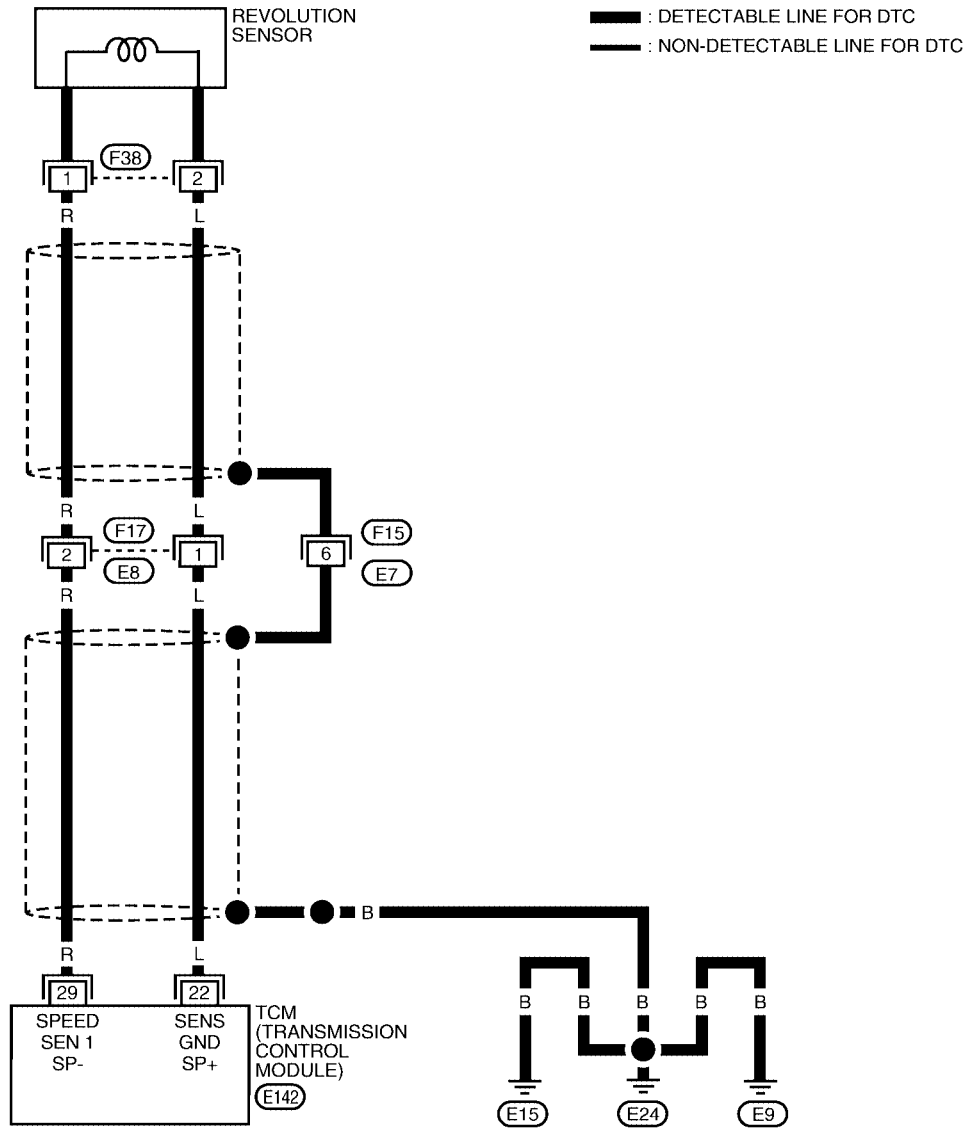 REVOLUTION
SENSOR
: DETECTABLE LINE FOR DTC
: NON-DETECTABLE LINE FOR DTC
F38
1
2
R
L
R
L
F17
F15
2
1
6
E8
E7
R
L
B
R
L
29
22
SPEED
SEN 1
SP-
SENS
GND
SP+
TCM
(TRANSMISSION
CONTROL
MODULE)
E142
B
B
B
B
B
E15
E24
E9